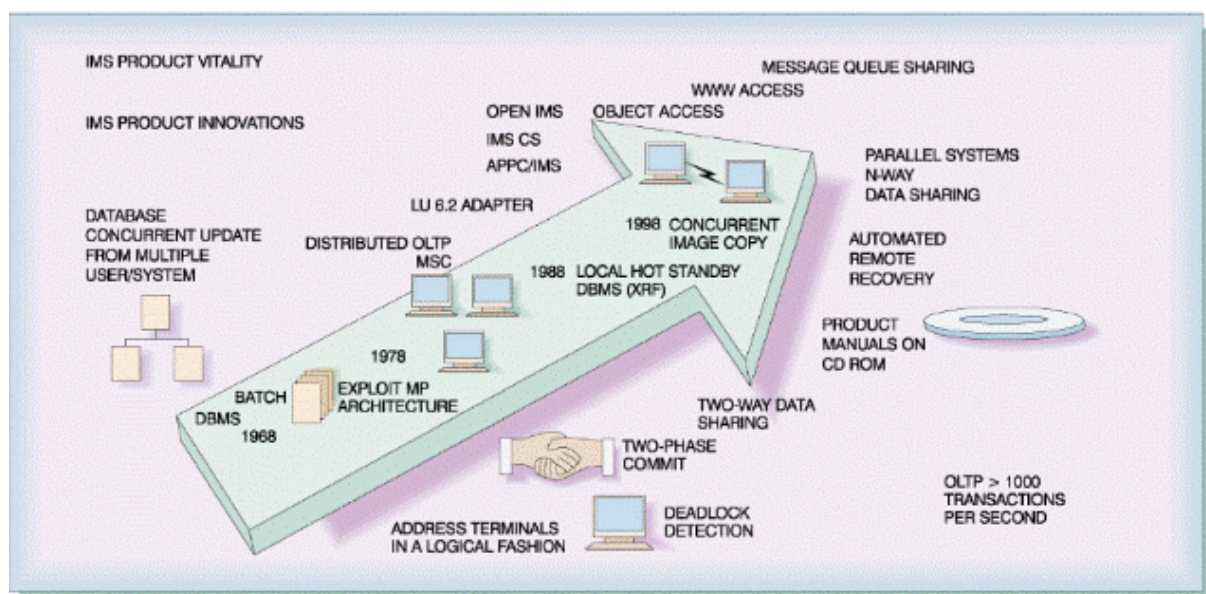 IMS PRODUCT VITALITY
IMS PRODUCT INNOVATIONS
MESSAGE QUEUE SHARING
WWW ACCESS
OPEN IMS
OBJECT ACCESS
IMS CS
APPC/IMS
PARALLEL SYSTEMS
N-WAY
DATA SHARING
LU 6.2 ADAPTER
DATABASE
CONCURRENT UPDATE
FROM MULTIPLE
USER/SYSTEM
DISTRIBUTED OLTP
MSC
1998 CONCURRENT
IMAGE COPY
AUTOMATED
REMOTE
RECOVERY
1988 LOCAL HOT STANDBY
DBMS (XRF)
PRODUCT
MANUALS ON
CD ROM
1978
BATCH
EXPLOIT MP
ARCHITECTURE
DBMS
1968
TWO-WAY DATA
SHARING
TWO-PHASE
COMMIT
OLTP > 1000
TRANSACTIONS
PER SECOND
ADDRESS TERMINALS
IN A LOGICAL FASHION
DEADLOCK
DETECTION